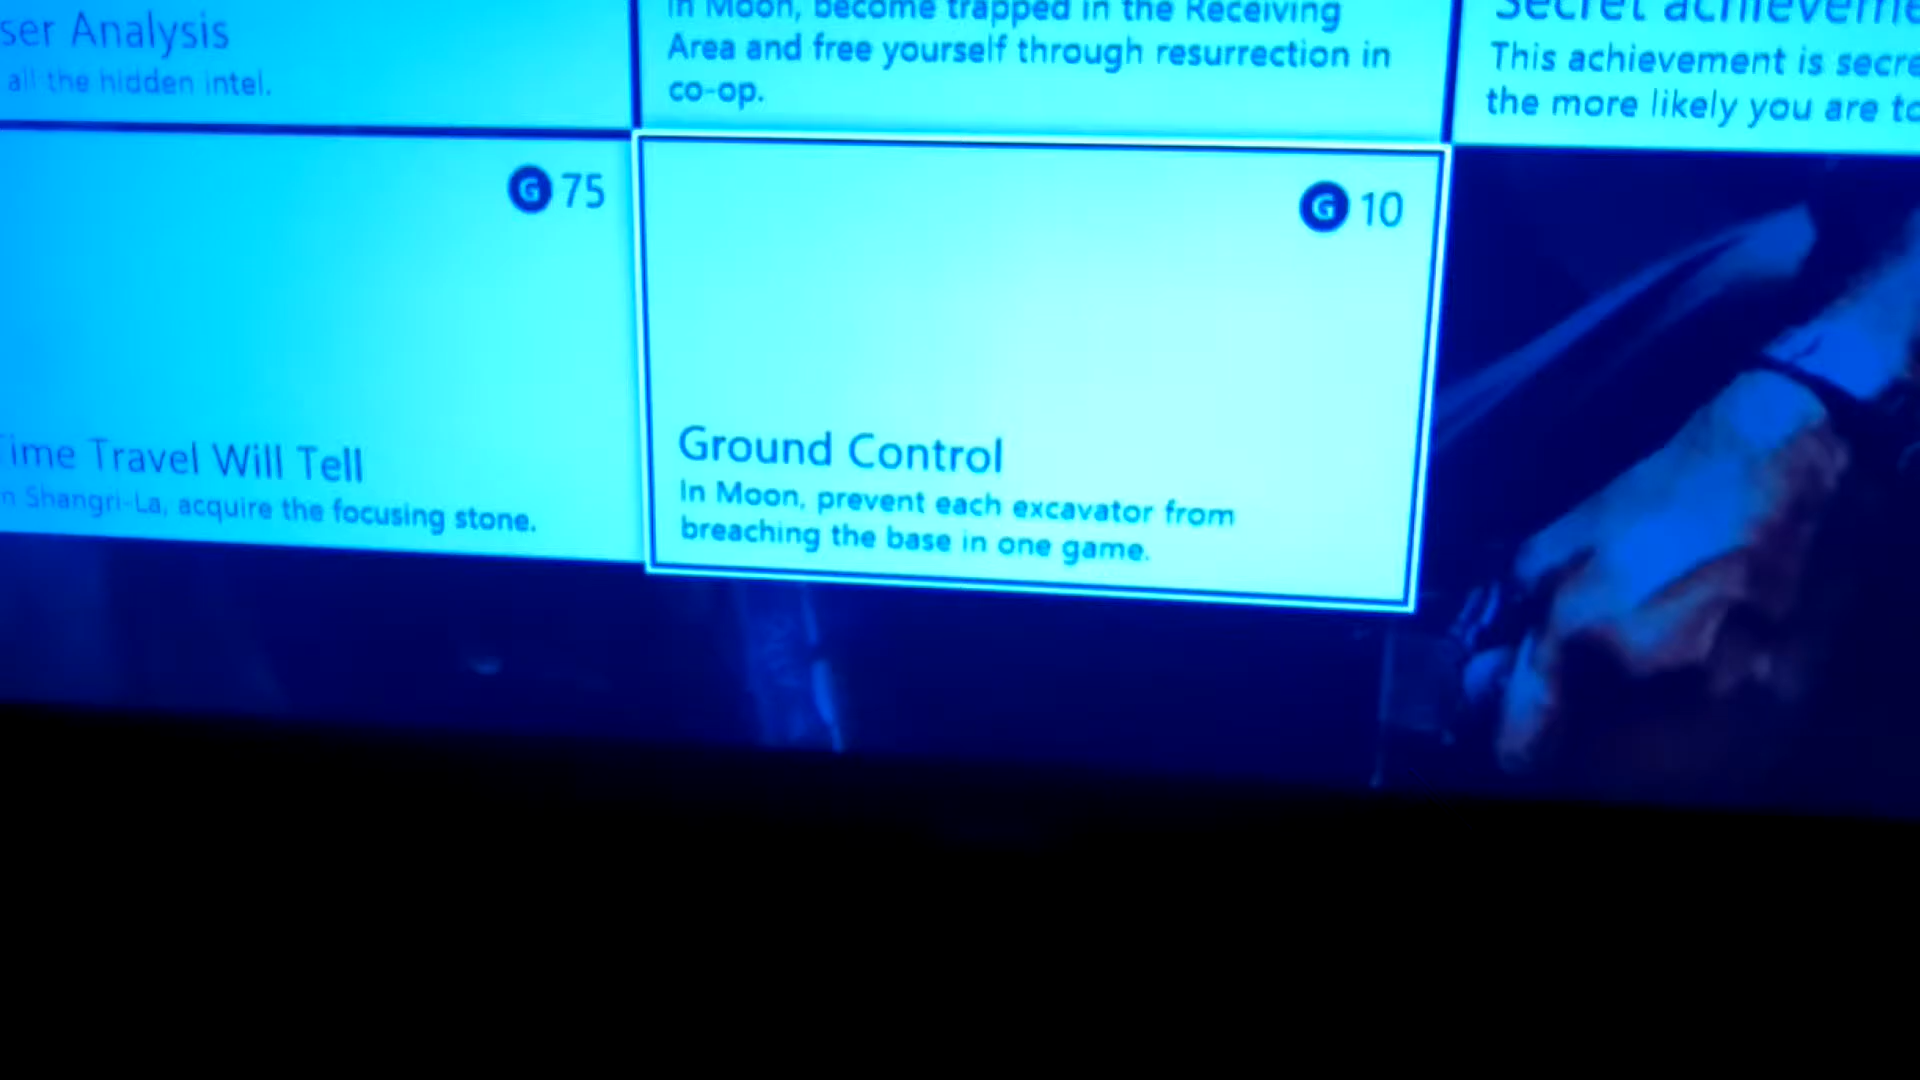 ser Analysis
all the hidden intel.
In Moon, become trapped in the Receiving
Area and free yourself through resurrection in
co-op.
Secret achieveme
This achievement is secre
the more likely you are to
G 75
Time Travel Will Tell
n Shangri-La, acquire the focusing stone.
G 10
Ground Control
In Moon, prevent each excavator from
breaching the base in one game.